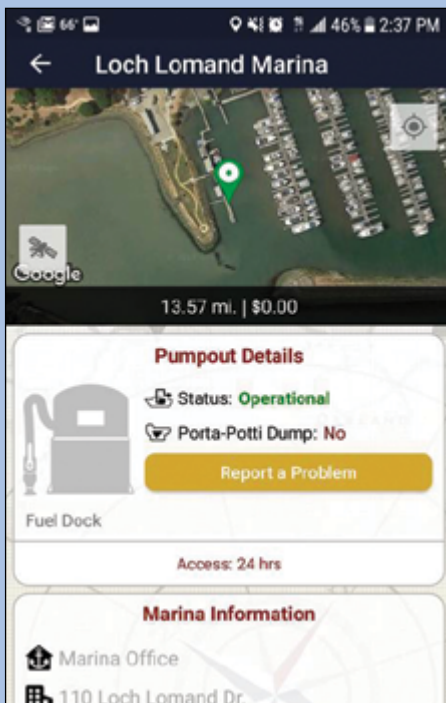 66° 46% 2:37 PM
Loch Lomand Marina
Google
13.57 mi. | $0.00
Pumpout Details
Status: Operational
Porta-Potti Dump: No
Report a Problem
Fuel Dock
Access: 24 hrs
Marina Information
Marina Office
110 Loch Lomand Dr.